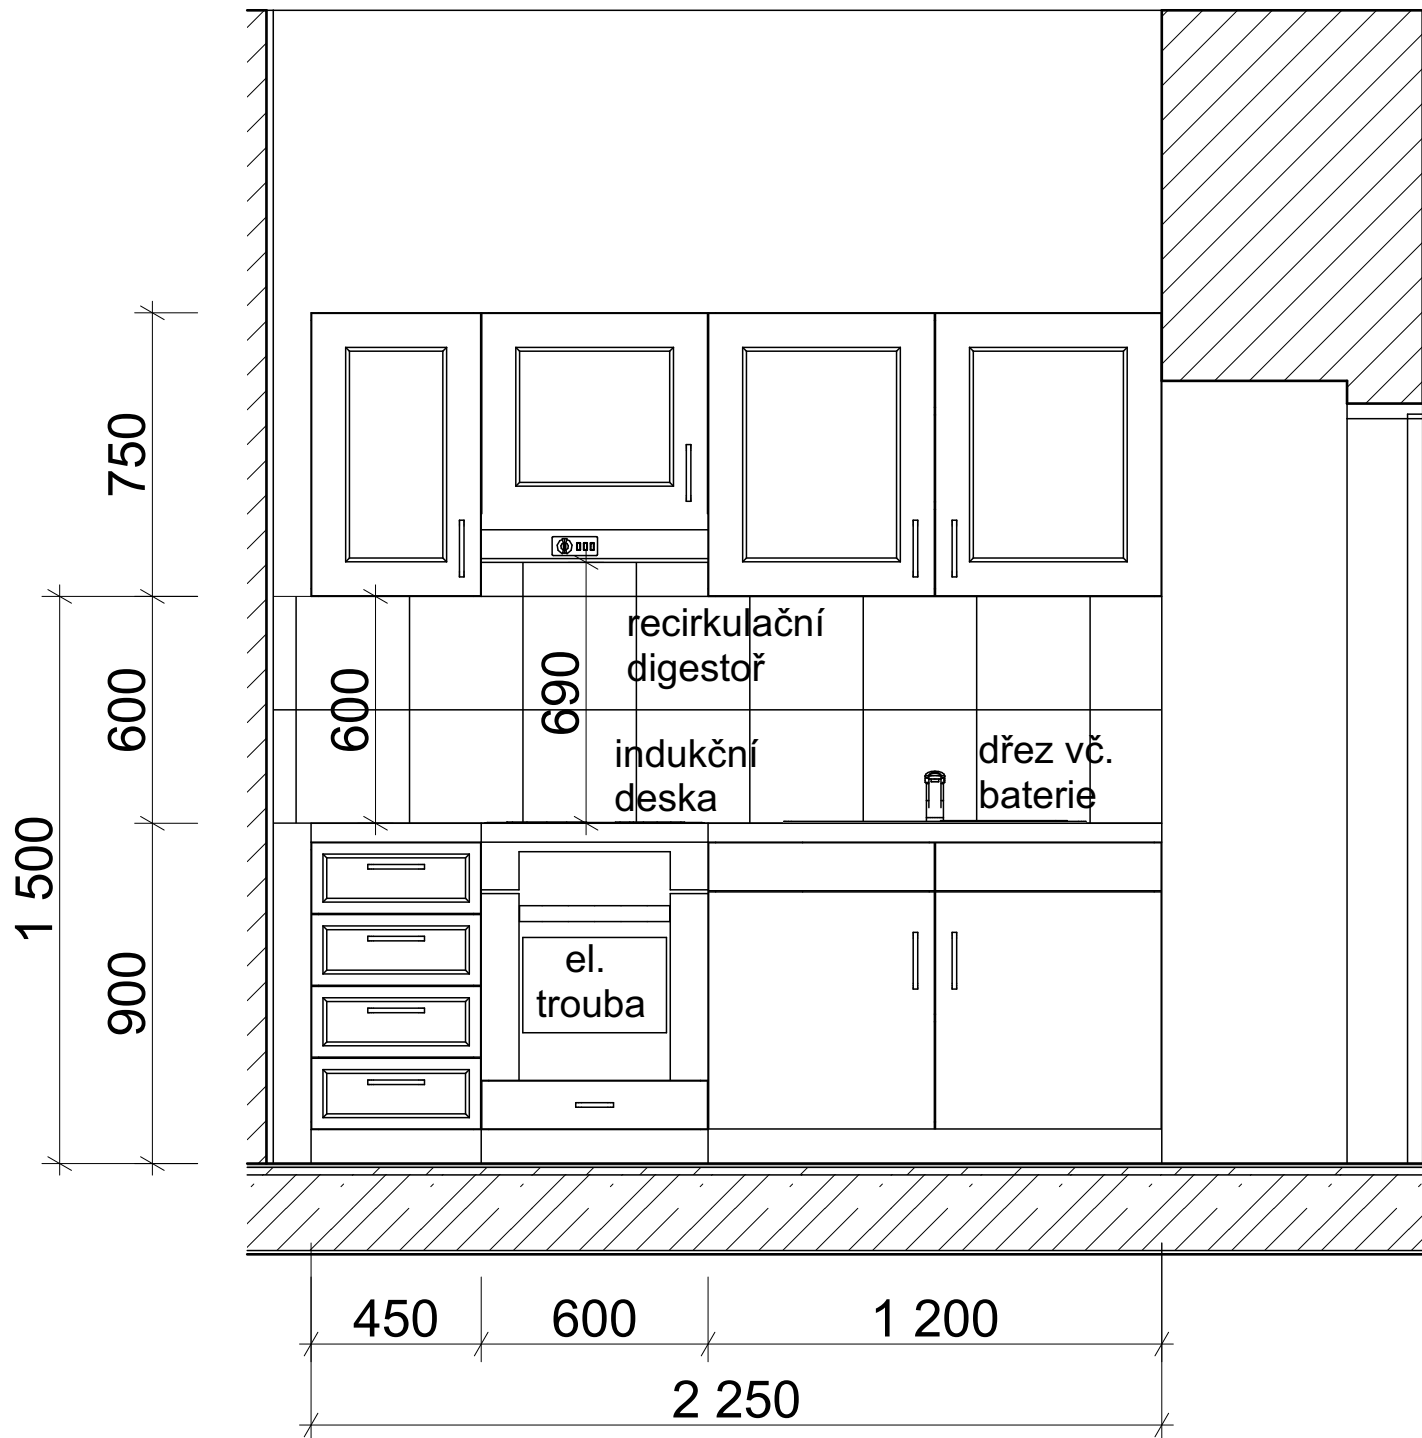 750
recirkulační
digestoř
600
600
690
indukční
deska
dřez vč.
baterie
1 500
900
el.
trouba
450
600
1 200
2 250